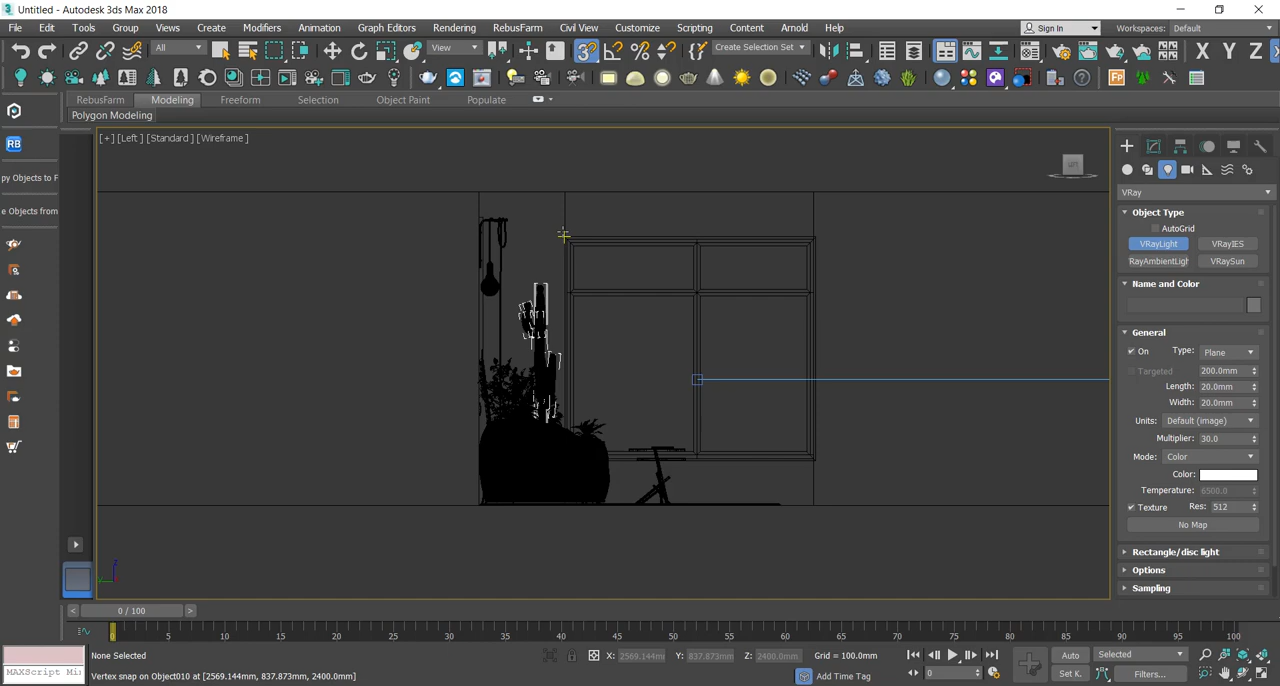 Untitled - Autodesk 3ds Max 2018
File Edit Tools Group Views Create Modifiers Animation Graph Editors Rendering RebusFarm Civil View Customize Scripting Content Arnold Help Sign In Workspaces: Default
All View Create Selection Set X Y Z
FP
RebusFarm Modeling Freeform Selection Object Paint Populate
Polygon Modeling
[+] [Left] [Standard] [Wireframe]
RB
py Objects to F
e Objects from
VRay
Object Type
AutoGrid
VRayLight VRayIES
RayAmbientLigh VRaySun
Name and Color
General
On Type: Plane
Targeted 200.0mm
Length: 20.0mm
Width: 20.0mm
Units: Default (image)
Multiplier: 30.0
Mode: Color
Color:
Temperature: 6500.0
Texture Res: 512
No Map
Rectangle/disc light
Options
Sampling
< 0 / 100 >
0 5 10 15 20 25 30 35 40 45 50 55 60 65 70 75 80 85 90 95 100
None Selected X: 2569.144mm Y: 837.873mm Z: 2400.0mm Grid = 100.0mm Auto Selected
MAXScript Mi Vertex snap on Object010 at [2569.144mm, 837.873mm, 2400.0mm] Add Time Tag 0 Set K. Filters...